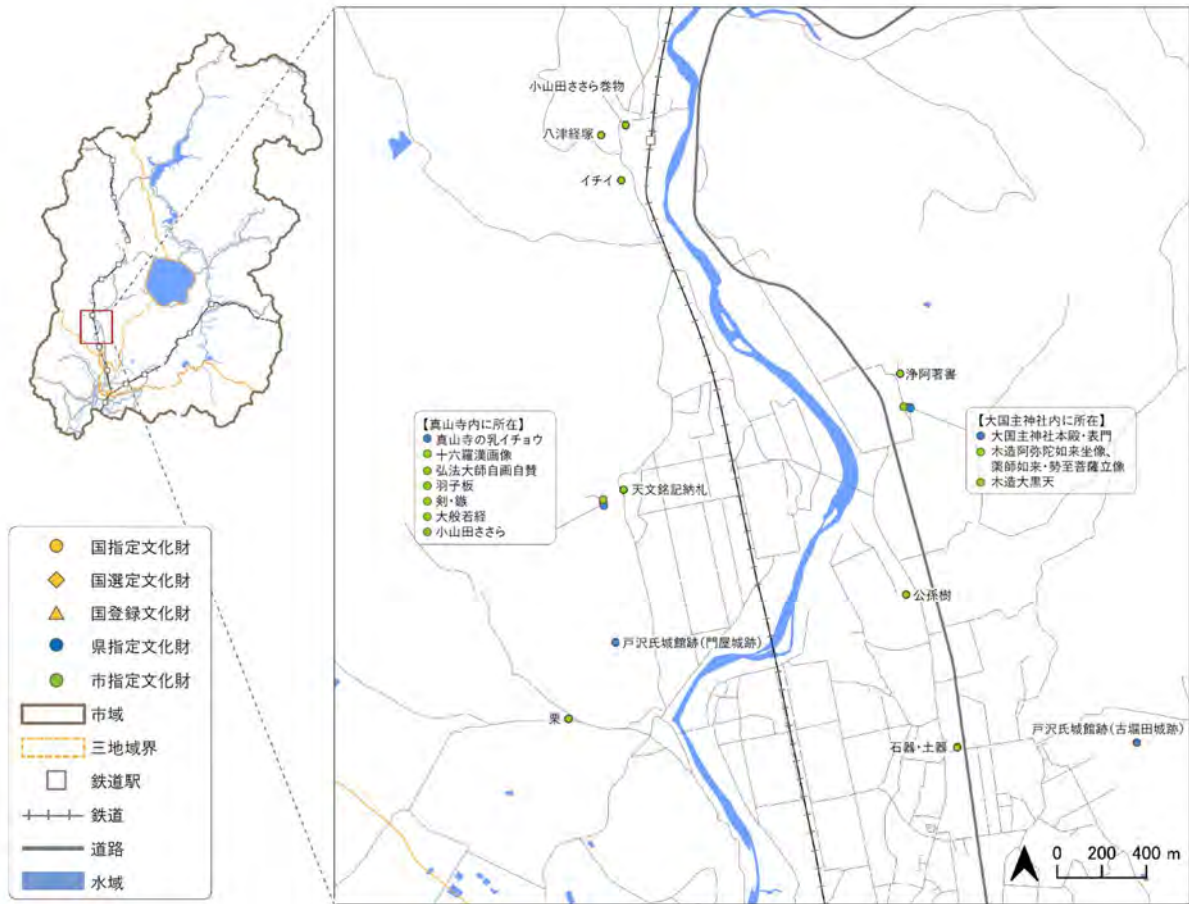 小山田ささら巻物
八津経塚
イチイ
浄阿著書
【真山寺内に所在】
真山寺の乳イチョウ
十六羅漢画像
弘法大師自画自賛
羽子板
剣・鏃
大般若経
小山田ささら
天文銘記納札
【大国主神社内に所在】
大国主神社本殿・表門
木造阿弥陀如来坐像、
薬師如来・勢至菩薩立像
木造大黒天
公孫樹
戸沢氏城館跡(門屋城跡)
栗
石器・土器
戸沢氏城館跡(古堀田城跡)
国指定文化財
国選定文化財
国登録文化財
県指定文化財
市指定文化財
市域
三地域界
鉄道駅
鉄道
道路
水域
0 200 400 m